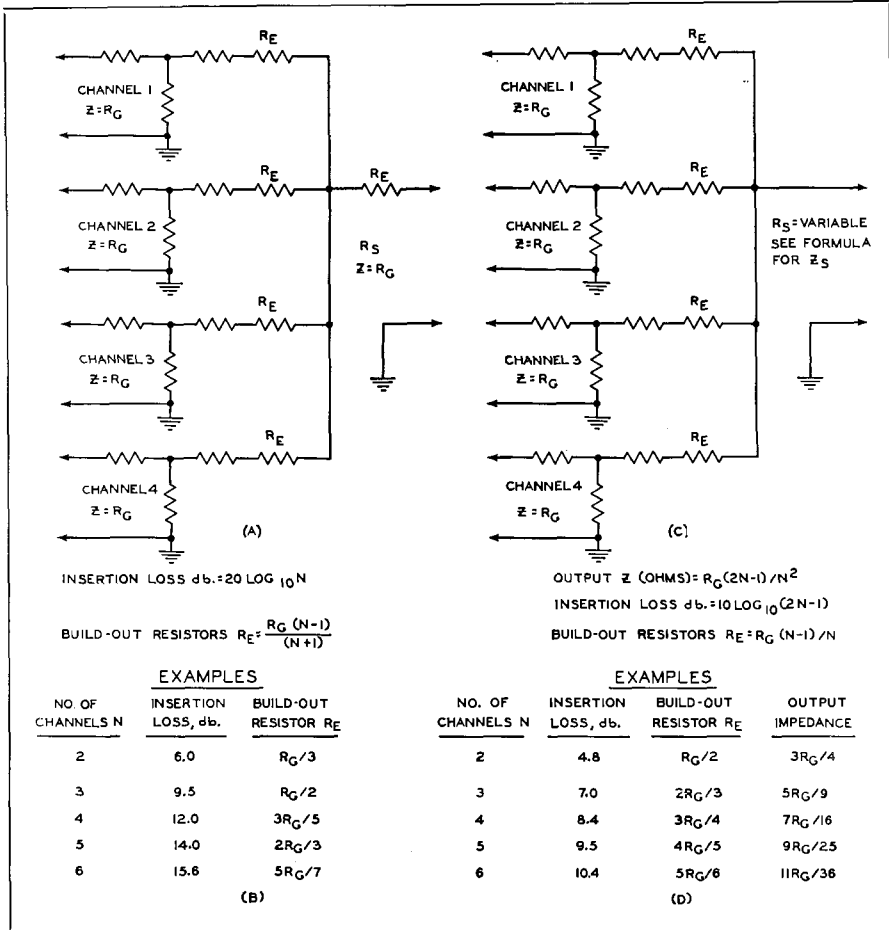 R_E
CHANNEL 1
Z=R_G
R_E
R_E
CHANNEL 2
Z=R_G
R_S
Z=R_G
R_E
CHANNEL 3
Z=R_G
R_E
CHANNEL 4
Z=R_G
(A)
INSERTION LOSS db.=20 LOG 10 N
BUILD-OUT RESISTORS R_E= R_G (N-1) / (N+1)
EXAMPLES
NO. OF CHANNELS N INSERTION LOSS, db. BUILD-OUT RESISTOR R_E
2 6.0 R_G/3
3 9.5 R_G/2
4 12.0 3R_G/5
5 14.0 2R_G/3
6 15.6 5R_G/7
(B)
R_E
CHANNEL 1
Z=R_G
R_E
CHANNEL 2
Z=R_G
R_S=VARIABLE
SEE FORMULA
FOR Z_S
R_E
CHANNEL 3
Z=R_G
R_E
CHANNEL 4
Z=R_G
(C)
OUTPUT Z (OHMS)=R_G(2N-1)/N²
INSERTION LOSS db.=10 LOG10(2N-1)
BUILD-OUT RESISTORS R_E=R_G (N-1)/N
EXAMPLES
NO. OF CHANNELS N INSERTION LOSS, db. BUILD-OUT RESISTOR R_E OUTPUT IMPEDANCE
2 4.8 R_G/2 3R_G/4
3 7.0 2R_G/3 5R_G/9
4 8.4 3R_G/4 7R_G/16
5 9.5 4R_G/5 9R_G/25
6 10.4 5R_G/6 11R_G/36
(D)